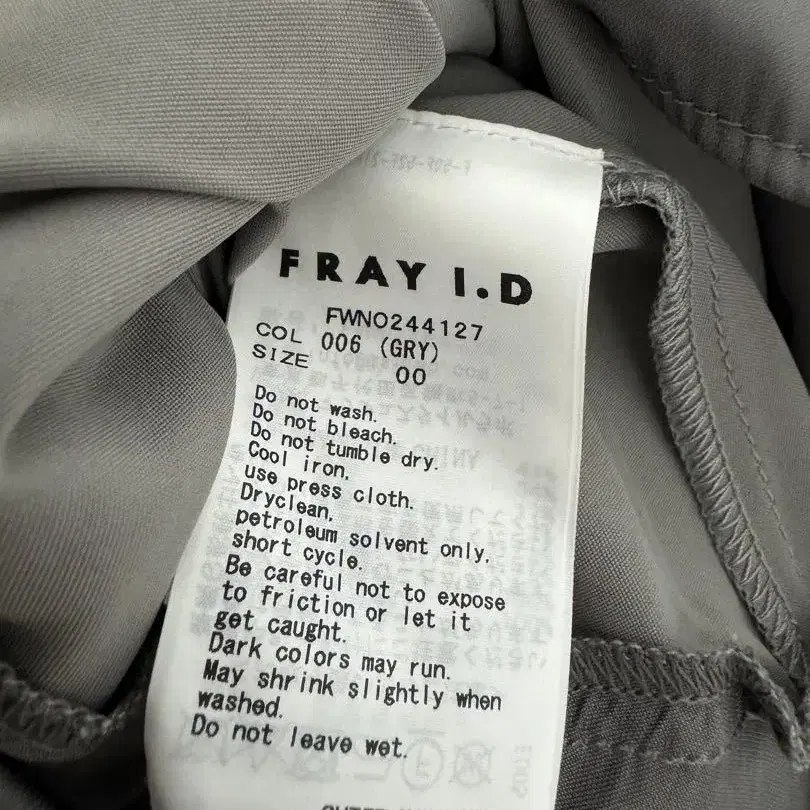 FRAY I.D
FWNO244127
COL 006 (GRY)
SIZE 00
Do not wash.
Do not bleach.
Do not tumble dry.
Cool iron,
use press cloth.
Dryclean,
petroleum solvent only,
short cycle.
Be careful not to expose
to friction or let it
get caught.
Dark colors may run.
May shrink slightly when
washed.
Do not leave wet.